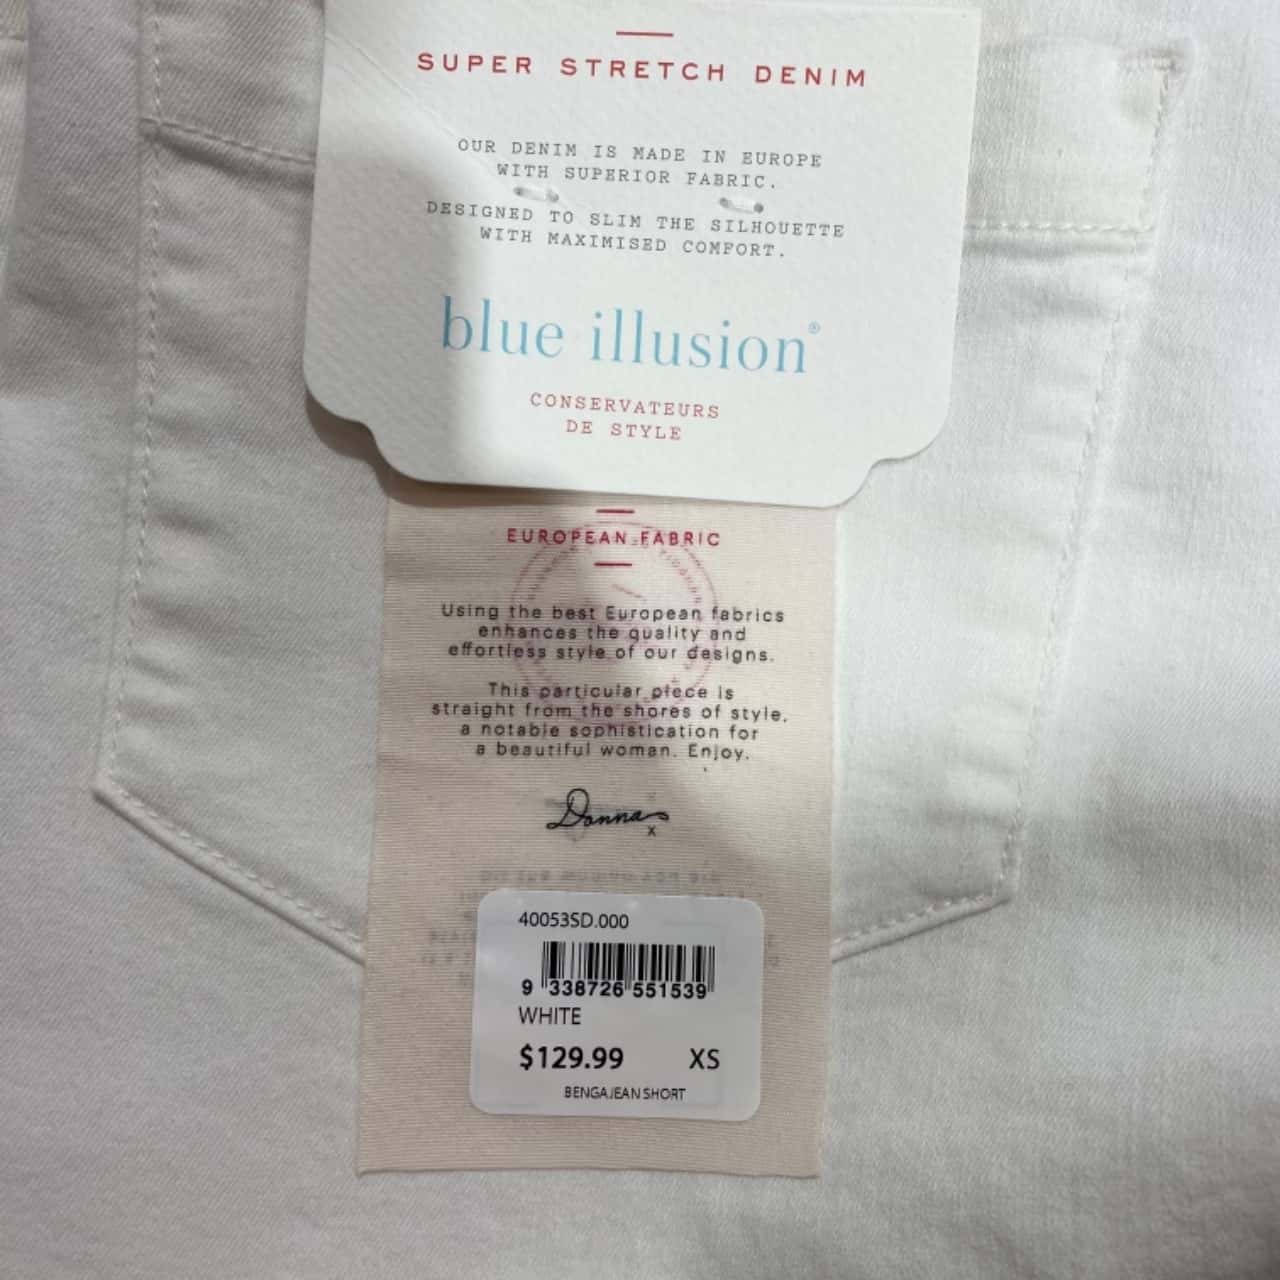 SUPER STRETCH DENIM
OUR DENIM IS MADE IN EUROPE
WITH SUPERIOR FABRIC.
DESIGNED TO SLIM THE SILHOUETTE
WITH MAXIMISED COMFORT.
blue illusion®
CONSERVATEURS
DE STYLE
EUROPEAN FABRIC
Using the best European fabrics
enhances the quality and
effortless style of our designs.
This particular piece is
straight from the shores of style,
a notable sophistication for
a beautiful woman. Enjoy.
Donna
x
40053SD.000
9 338726 551539
WHITE
$129.99 XS
BENGAJEAN SHORT